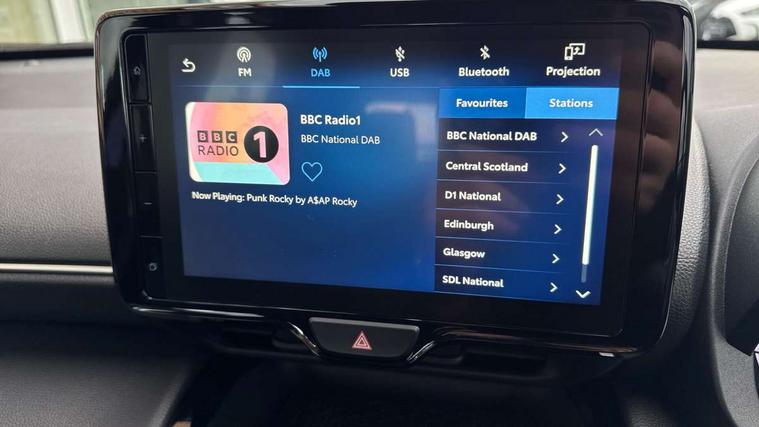 FM
DAB
USB
Bluetooth
Projection
Favourites
Stations
BBC
RADIO
1
BBC Radio1
BBC National DAB
Now Playing: Punk Rocky by A$AP Rocky
BBC National DAB
Central Scotland
D1 National
Edinburgh
Glasgow
SDL National